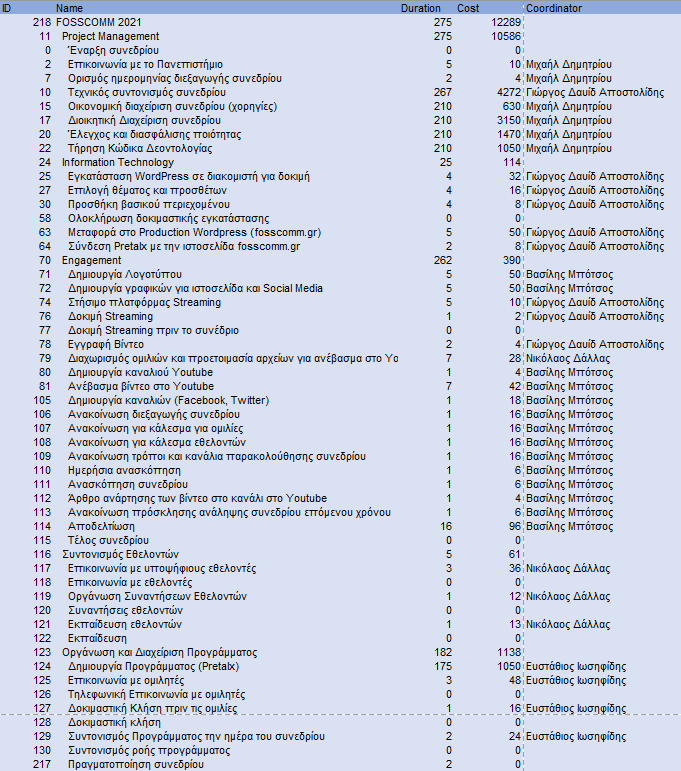 ID Name Duration Cost Coordinator
218 FOSSCOMM 2021 275 12289
11 Project Management 275 10586
0 Έναρξη συνεδρίου 0 0
2 Επικοινωνία με το Πανεπιστήμιο 5 10 Μιχαήλ Δημητρίου
7 Ορισμός ημερομηνίας διεξαγωγής συνεδρίου 2 4 Μιχαήλ Δημητρίου
10 Τεχνικός συντονισμός συνεδρίου 267 4272 Γιώργος Δαυίδ Αποστολίδης
15 Οικονομική διαχείριση συνεδρίου (χορηγίες) 210 630 Μιχαήλ Δημητρίου
17 Διοικητική Διαχείριση συνεδρίου 210 3150 Μιχαήλ Δημητρίου
20 Έλεγχος και διασφάλισης ποιότητας 210 1470 Μιχαήλ Δημητρίου
22 Τήρηση Κώδικα Δεοντολογίας 210 1050 Μιχαήλ Δημητρίου
24 Information Technology 25 114
25 Εγκατάσταση WordPress σε διακομιστή για δοκιμή 4 32 Γιώργος Δαυίδ Αποστολίδης
27 Επιλογή θέματος και προσθέτων 4 16 Γιώργος Δαυίδ Αποστολίδης
30 Προσθήκη βασικού περιεχομένου 4 8 Γιώργος Δαυίδ Αποστολίδης
58 Ολοκλήρωση δοκιμαστικής εγκατάστασης 0 0
63 Μεταφορά στο Production Wordpress (fosscomm.gr) 5 50 Γιώργος Δαυίδ Αποστολίδης
64 Σύνδεση Pretalx με την ιστοσελίδα fosscomm.gr 2 8 Γιώργος Δαυίδ Αποστολίδης
70 Engagement 262 390
71 Δημιουργία Λογοτύπου 5 50 Βασίλης Μπότσος
72 Δημιουργία γραφικών για ιστοσελίδα και Social Media 5 50 Βασίλης Μπότσος
74 Στήσιμο πλατφόρμας Streaming 5 10 Γιώργος Δαυίδ Αποστολίδης
76 Δοκιμή Streaming 1 2 Γιώργος Δαυίδ Αποστολίδης
77 Δοκιμή Streaming πριν το συνέδριο 0 0
78 Εγγραφή Βίντεο 2 4 Γιώργος Δαυίδ Αποστολίδης
79 Διαχωρισμός ομιλιών και προετοιμασία αρχείων για ανέβασμα στο Yo 7 28 Νικόλαος Δάλλας
80 Δημιουργία καναλιού Youtube 1 4 Βασίλης Μπότσος
81 Ανέβασμα βίντεο στο Youtube 7 42 Βασίλης Μπότσος
105 Δημιουργία καναλιών (Facebook, Twitter) 1 18 Βασίλης Μπότσος
106 Ανακοίνωση διεξαγωγής συνεδρίου 1 16 Βασίλης Μπότσος
107 Ανακοίνωση για κάλεσμα για ομιλίες 1 16 Βασίλης Μπότσος
108 Ανακοίνωση για κάλεσμα εθελοντών 1 16 Βασίλης Μπότσος
109 Ανακοίνωση τρόποι και κανάλια παρακολούθησης συνεδρίου 1 16 Βασίλης Μπότσος
110 Ημερήσια ανασκόπηση 1 6 Βασίλης Μπότσος
111 Ανασκόπηση συνεδρίου 1 6 Βασίλης Μπότσος
112 Άρθρο ανάρτησης των βίντεο στο κανάλι στο Youtube 1 4 Βασίλης Μπότσος
113 Ανακοίνωση πρόσκλησης ανάληψης συνεδρίου επόμενου χρόνου 1 6 Βασίλης Μπότσος
114 Αποδελτίωση 16 96 Βασίλης Μπότσος
115 Τέλος συνεδρίου 0 0
116 Συντονισμός Εθελοντών 5 61
117 Επικοινωνία με υποψήφιους εθελοντές 3 36 Νικόλαος Δάλλας
118 Επικοινωνία με εθελοντές 0 0
119 Οργάνωση Συναντήσεων Εθελοντών 1 12 Νικόλαος Δάλλας
120 Συναντήσεις εθελοντών 0 0
121 Εκπαίδευση εθελοντών 1 13 Νικόλαος Δάλλας
122 Εκπαίδευση 0 0
123 Οργάνωση και Διαχείριση Προγράμματος 182 1138
124 Δημιουργία Προγράμματος (Pretalx) 175 1050 Ευστάθιος Ιωσηφίδης
125 Επικοινωνία με ομιλητές 3 48 Ευστάθιος Ιωσηφίδης
126 Τηλεφωνική Επικοινωνία με ομιλητές 0 0
127 Δοκιμαστική Κλήση πριν τις ομιλίες 1 16 Ευστάθιος Ιωσηφίδης
128 Δοκιμαστική κλήση 0 0
129 Συντονισμός Προγράμματος την ημέρα του συνεδρίου 2 24 Ευστάθιος Ιωσηφίδης
130 Συντονισμός ροής προγράμματος 0 0
217 Πραγματοποίηση συνεδρίου 2 0